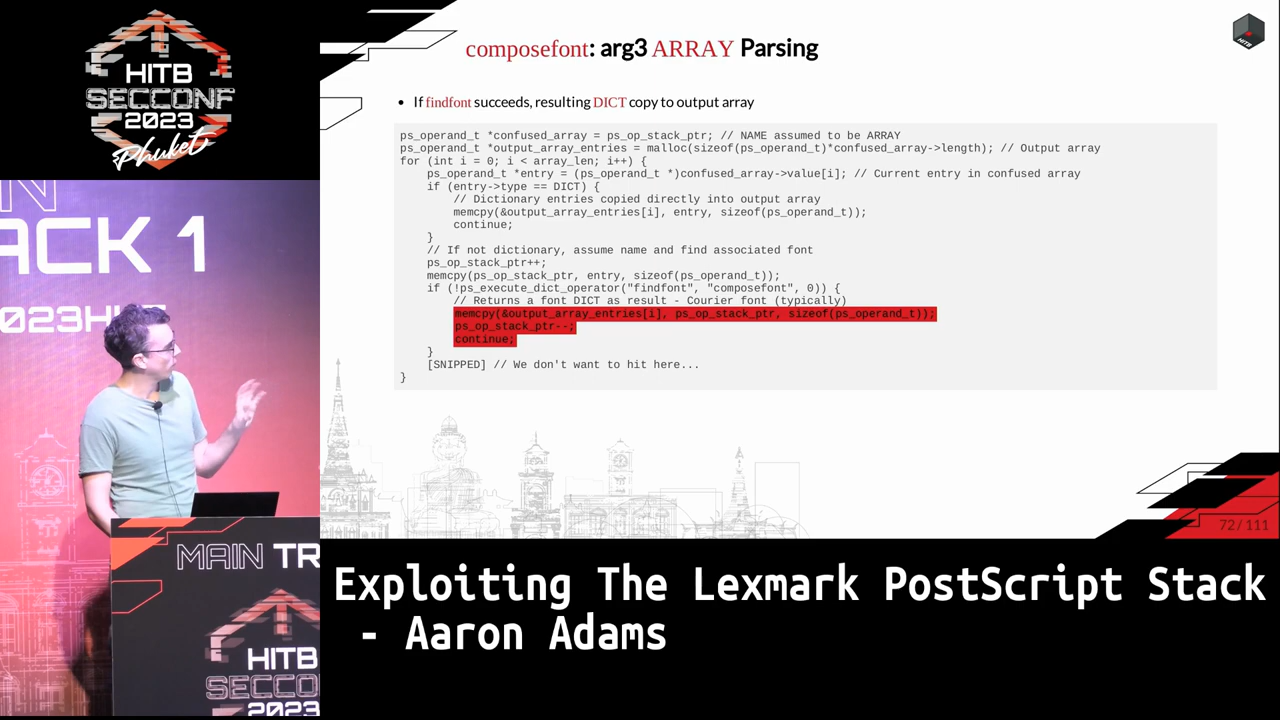 HITB
SECCONF
2023
Phuket
ACK 1
MAIN TR
HITB
SECCO
2023
composefont: arg3 ARRAY Parsing
HITB
• If findfont succeeds, resulting DICT copy to output array
ps_operand_t *confused_array = ps_op_stack_ptr; // NAME assumed to be ARRAY
ps_operand_t *output_array_entries = malloc(sizeof(ps_operand_t)*confused_array->length); // Output array
for (int i = 0; i < array_len; i++) {
    ps_operand_t *entry = (ps_operand_t *)confused_array->value[i]; // Current entry in confused array
    if (entry->type == DICT) {
        // Dictionary entries copied directly into output array
        memcpy(&output_array_entries[i], entry, sizeof(ps_operand_t));
        continue;
    }
    // If not dictionary, assume name and find associated font
    ps_op_stack_ptr++;
    memcpy(ps_op_stack_ptr, entry, sizeof(ps_operand_t));
    if (!ps_execute_dict_operator("findfont", "composefont", 0)) {
        // Returns a font DICT as result - Courier font (typically)
        memcpy(&output_array_entries[i], ps_op_stack_ptr, sizeof(ps_operand_t));
        ps_op_stack_ptr--;
        continue;
    }
    [SNIPPED] // We don't want to hit here...
}
72 / 111
Exploiting The Lexmark PostScript Stack
- Aaron Adams